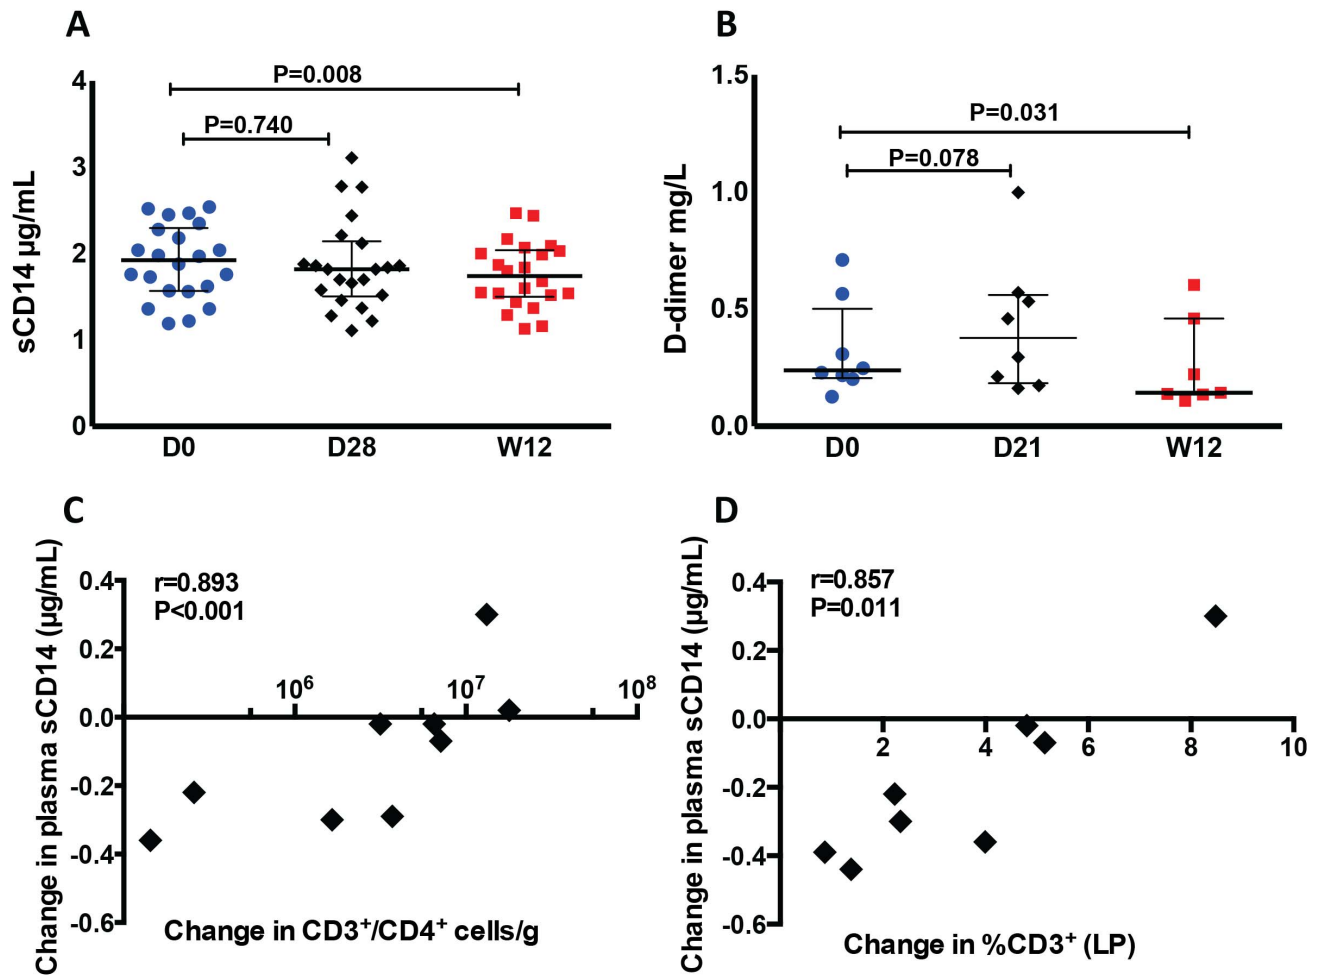 A
P=0.008
P=0.740
4
3
2
1
0
sCD14 µg/mL
D0 D28 W12
B
P=0.031
P=0.078
1.5
1.0
0.5
0.0
D-dimer mg/L
D0 D21 W12
C
r=0.893
P<0.001
0.4
0.2
0.0
-0.2
-0.4
-0.6
10⁶ 10⁷ 10⁸
Change in plasma sCD14 (µg/mL)
Change in CD3⁺/CD4⁺ cells/g
D
r=0.857
P=0.011
0.4
0.2
0.0
-0.2
-0.4
-0.6
2 4 6 8 10
Change in plasma sCD14 (µg/mL)
Change in %CD3⁺ (LP)